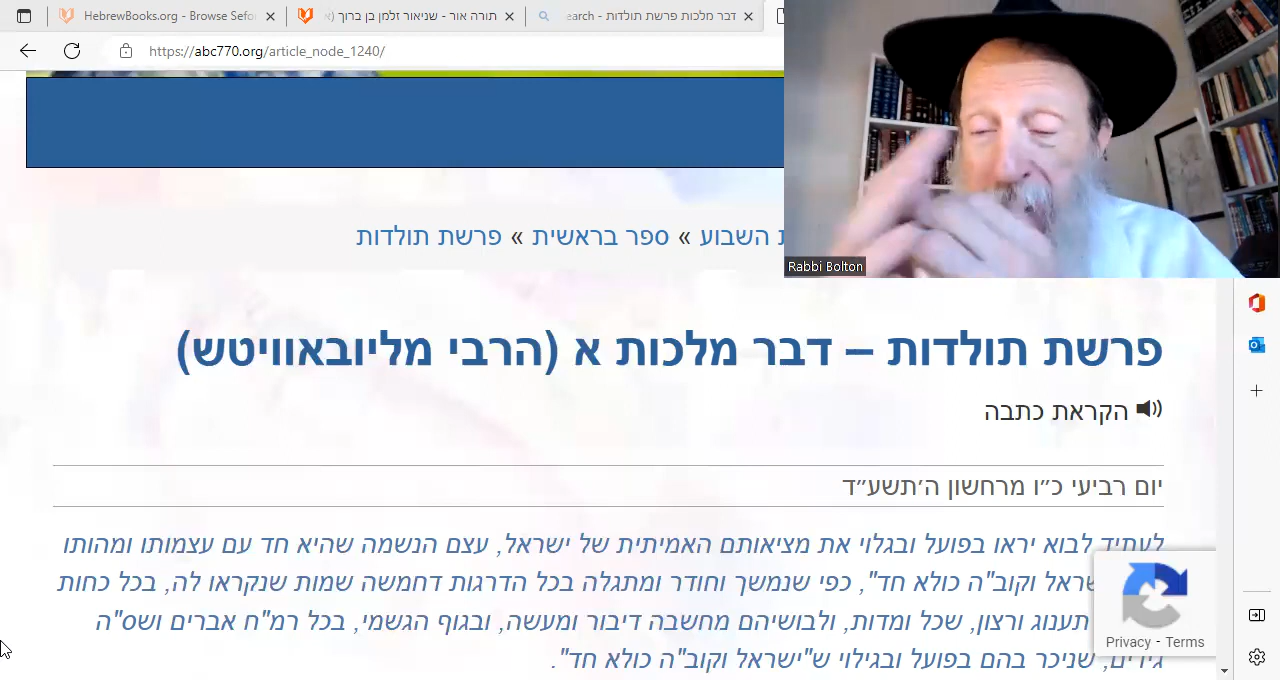 HebrewBooks.org - Browse Sefo
תורה אור - שניאור זלמן בן ברוך (א
דבר מלכות פרשת תולדות - earch
https://abc770.org/article_node_1240/
Rabbi Bolton
ת השבוע » ספר בראשית » פרשת תולדות
פרשת תולדות – דבר מלכות א (הרבי מליובאוויטש)
הקראת כתבה
יום רביעי כ״ו מרחשון ה׳תשע״ד
לעתיד לבוא יראו בפועל ובגלוי את מציאותם האמיתית של ישראל, עצם הנשמה שהיא חד עם עצמותו ומהותו
שראל וקוב"ה כולא חד", כפי שנמשך וחודר ומתגלה בכל הדרגות דחמשה שמות שנקראו לה, בכל כחות
תענוג ורצון, שכל ומדות, ולבושיהם מחשבה דיבור ומעשה, ובגוף הגשמי, בכל רמ"ח אברים ושס"ה
גידים, שניכר בהם בפועל ובגילוי ש"ישראל וקוב"ה כולא חד".
Privacy - Terms